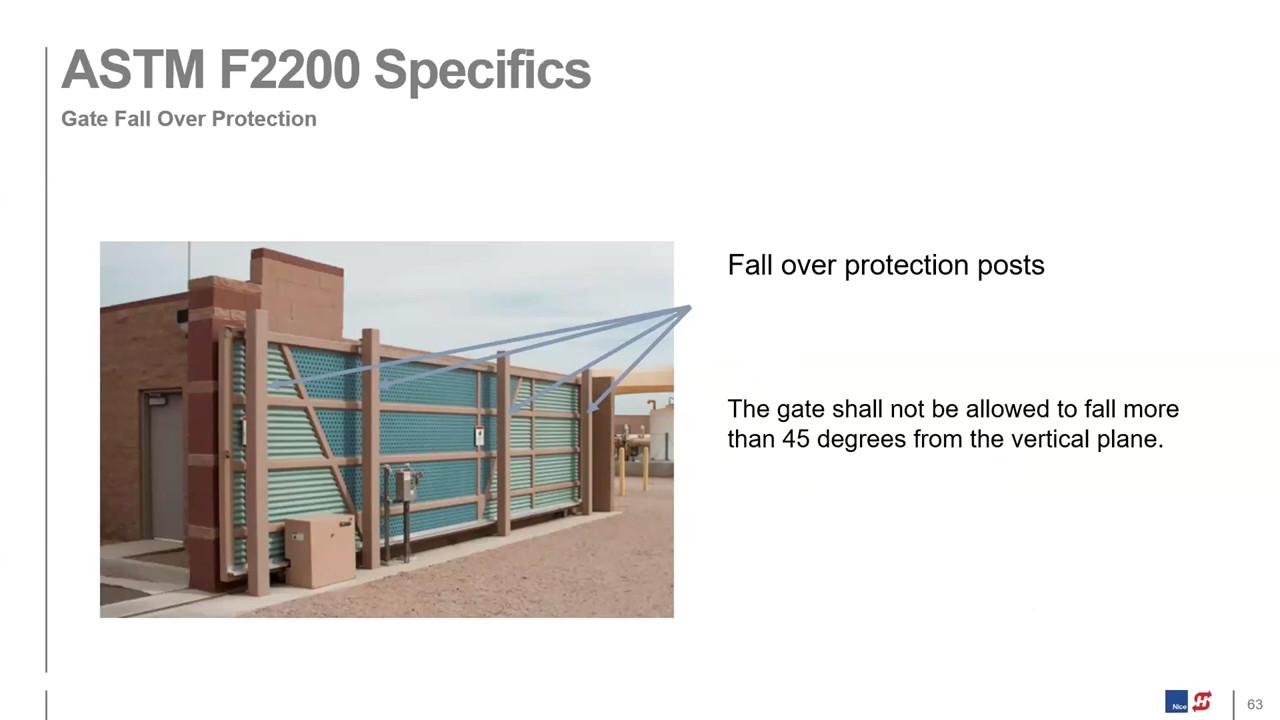 ASTM F2200 Specifics
Gate Fall Over Protection
Fall over protection posts
The gate shall not be allowed to fall more
than 45 degrees from the vertical plane.
Nice
H
63